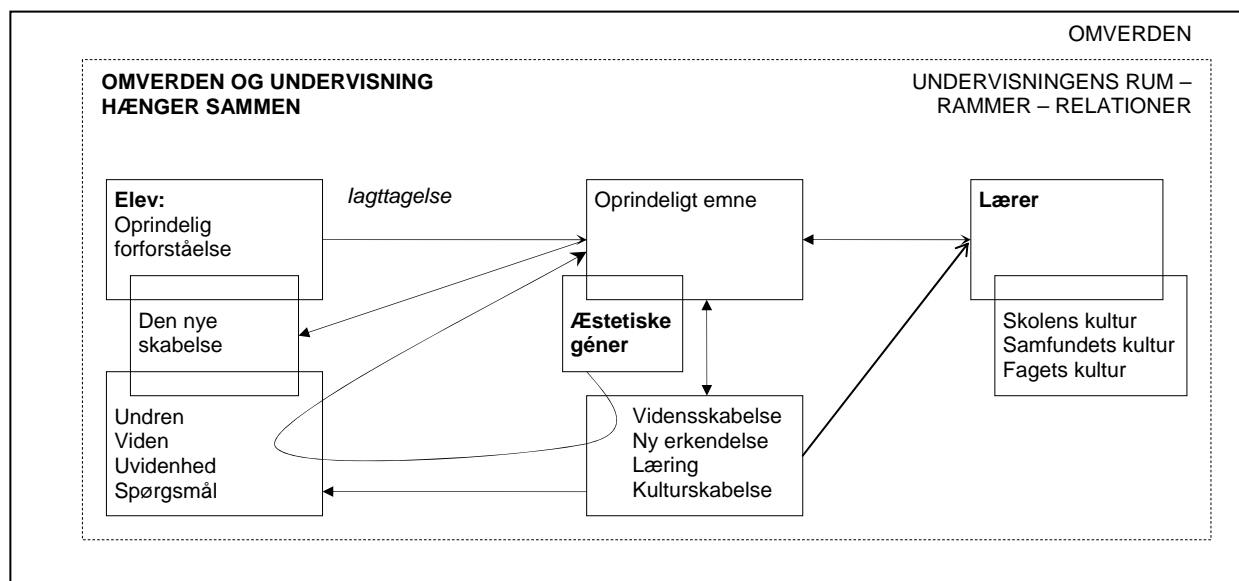 OMVERDEN
OMVERDEN OG UNDERVISNING
HÆNGER SAMMEN
UNDERVISNINGENS RUM –
RAMMER – RELATIONER
Elev:
Oprindelig
forforståelse
Iagttagelse
Oprindeligt emne
Lærer
Den nye
skabelse
Æstetiske
géner
Skolens kultur
Samfundets kultur
Fagets kultur
Undren
Viden
Uvidenhed
Spørgsmål
Vidensskabelse
Ny erkendelse
Læring
Kulturskabelse